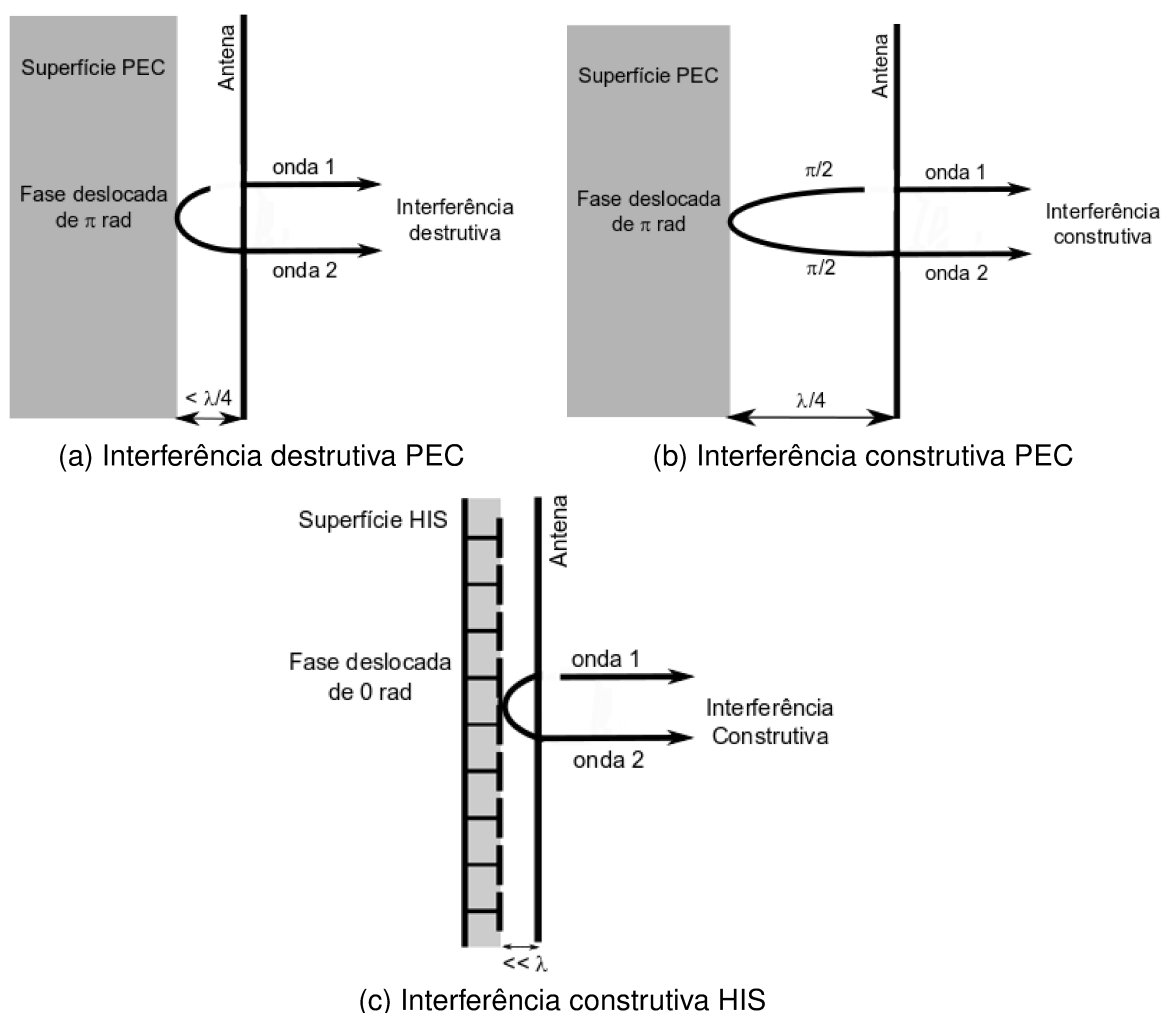 Superfície PEC
Antena
Fase deslocada
de π rad
onda 1
Interferência
destrutiva
onda 2
< λ/4
(a) Interferência destrutiva PEC
Superfície PEC
Antena
Fase deslocada
de π rad
π/2
π/2
onda 1
Interferência
construtiva
onda 2
λ/4
(b) Interferência construtiva PEC
Superfície HIS
Antena
Fase deslocada
de 0 rad
onda 1
Interferência
Construtiva
onda 2
<< λ
(c) Interferência construtiva HIS